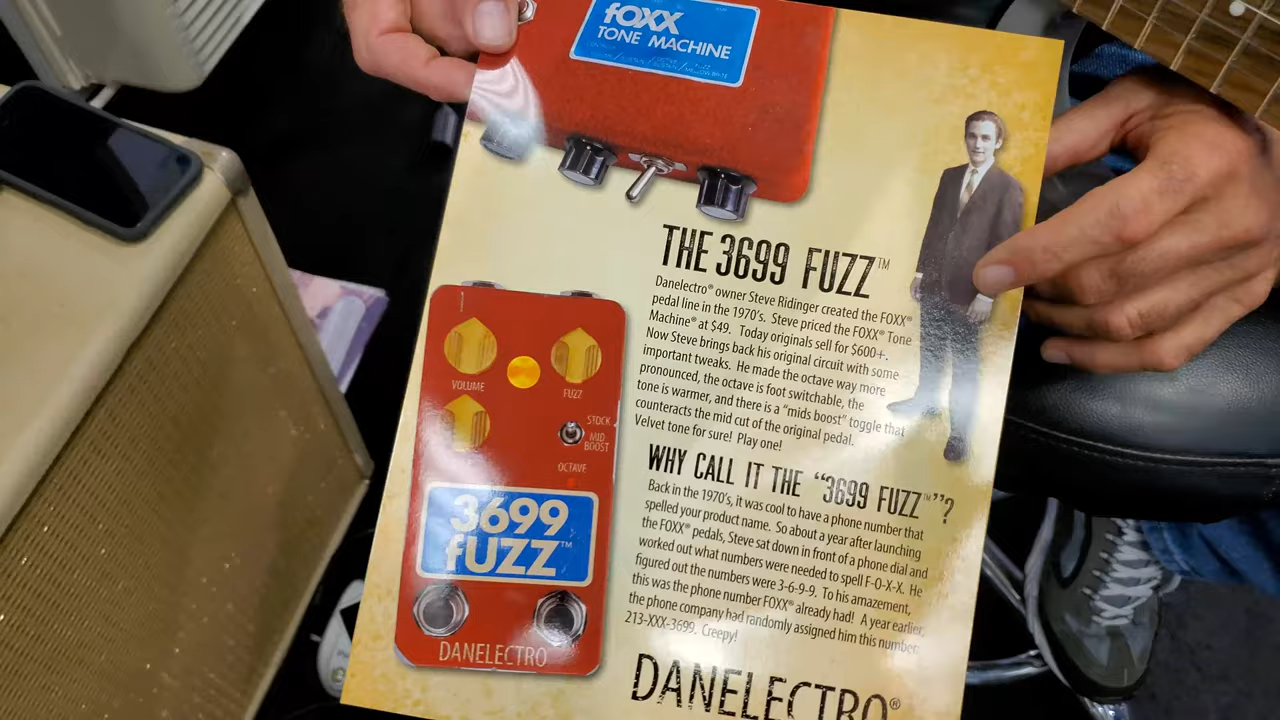 foxx
TONE MACHINE
THE 3699 FUZZ™
Danelectro® owner Steve Ridinger created the FOXX®
pedal line in the 1970's. Steve priced the FOXX® Tone
Machine® at $49. Today originals sell for $600+.
Now Steve brings back his original circuit with some
important tweaks. He made the octave way more
pronounced, the octave is foot switchable, the
tone is warmer, and there is a "mids boost" toggle that
counteracts the mid cut of the original pedal.
Velvet tone for sure! Play one!
WHY CALL IT THE "3699 FUZZ™"?
Back in the 1970's, it was cool to have a phone number that
spelled your product name. So about a year after launching
the FOXX® pedals, Steve sat down in front of a phone dial and
worked out what numbers were needed to spell F-O-X-X. He
figured out the numbers were 3-6-9-9. To his amazement,
this was the phone number FOXX® already had! A year earlier,
the phone company had randomly assigned him this number:
213-XXX-3699. Creepy!
DANELECTRO®
VOLUME
FUZZ
STOCK
MID
BOOST
OCTAVE
3699
fUZZ™
DANELECTRO